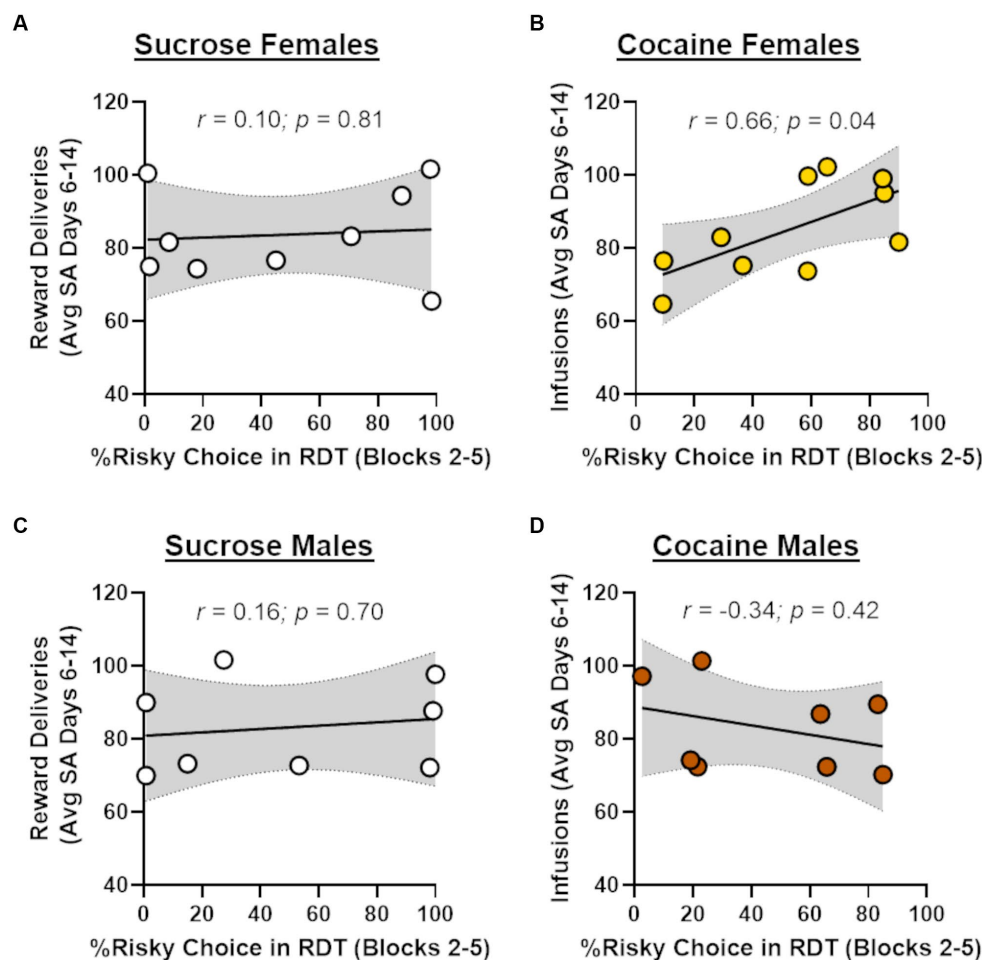 A
Sucrose Females
r = 0.10; p = 0.81
Reward Deliveries
(Avg SA Days 6-14)
120
100
80
60
40
0 20 40 60 80 100
%Risky Choice in RDT (Blocks 2-5)
B
Cocaine Females
r = 0.66; p = 0.04
Infusions (Avg SA Days 6-14)
120
100
80
60
40
0 20 40 60 80 100
%Risky Choice in RDT (Blocks 2-5)
C
Sucrose Males
r = 0.16; p = 0.70
Reward Deliveries
(Avg SA Days 6-14)
120
100
80
60
40
0 20 40 60 80 100
%Risky Choice in RDT (Blocks 2-5)
D
Cocaine Males
r = -0.34; p = 0.42
Infusions (Avg SA Days 6-14)
120
100
80
60
40
0 20 40 60 80 100
%Risky Choice in RDT (Blocks 2-5)